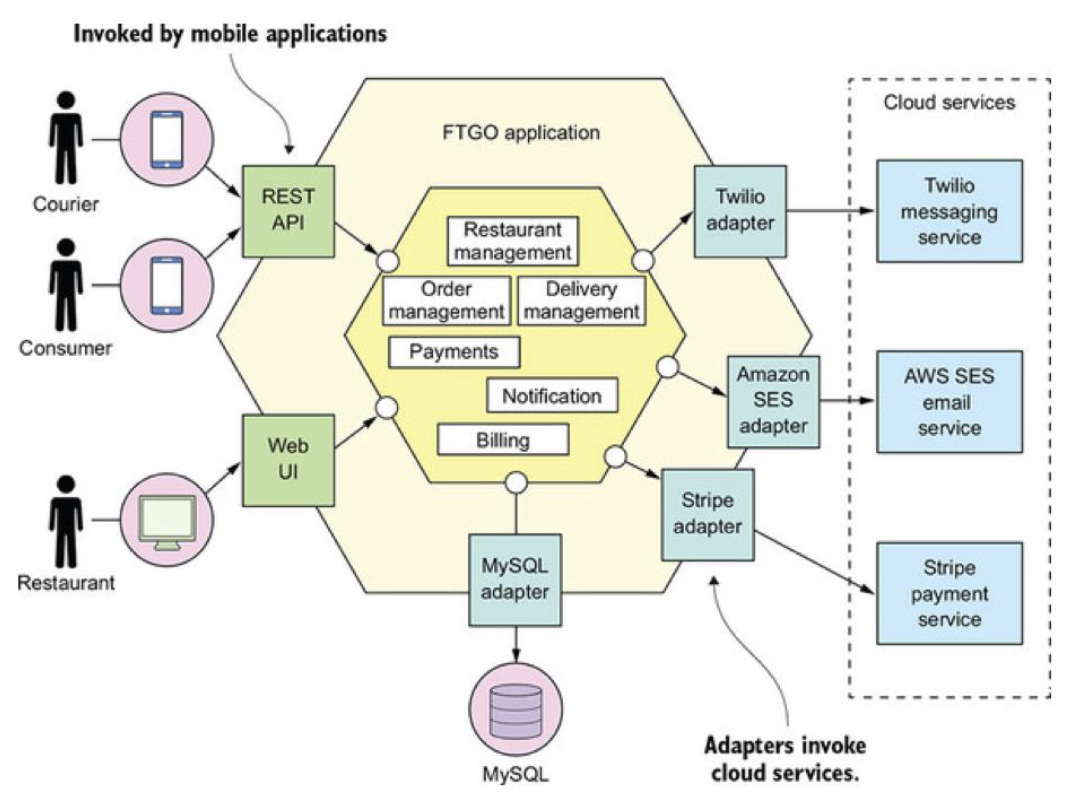 Invoked by mobile applications
Courier
Consumer
Restaurant
REST
API
Web
UI
FTGO application
Restaurant
management
Order
management
Delivery
management
Payments
Notification
Billing
Twilio
adapter
Amazon
SES
adapter
Stripe
adapter
MySQL
adapter
MySQL
Cloud services
Twilio
messaging
service
AWS SES
email
service
Stripe
payment
service
Adapters invoke
cloud services.